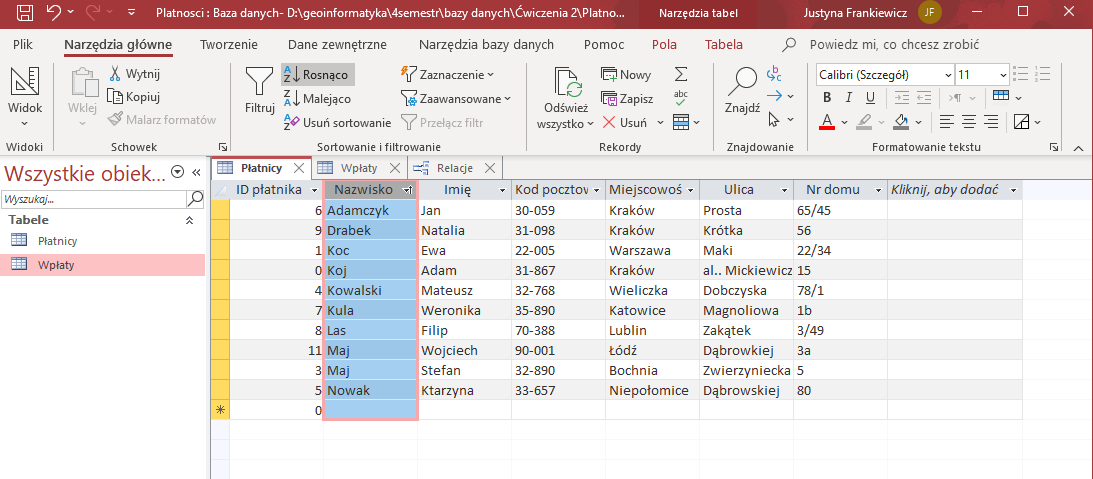 Platnosci : Baza danych- D:\geoinformatyka\4semestr\bazy danych\Ćwiczenia 2\Platno... Narzędzia tabel Justyna Frankiewicz JF
Plik Narzędzia główne Tworzenie Dane zewnętrzne Narzędzia bazy danych Pomoc Pola Tabela Powiedz mi, co chcesz zrobić
Widok
Widoki
Wklej
Wytnij
Kopiuj
Malarz formatów
Schowek
Filtruj
Rosnąco
Malejąco
Usuń sortowanie
Zaznaczenie
Zaawansowane
Przełącz filtr
Sortowanie i filtrowanie
Odśwież
wszystko
Nowy
Zapisz
Usuń
Rekordy
Znajdź
Znajdowanie
Calibri (Szczegół) 11
B I U
Formatowanie tekstu
Wszystkie obiek...
Wyszukaj...
Tabele
Płatnicy
Wpłaty
Płatnicy Wpłaty Relacje
ID płatnika Nazwisko Imię Kod pocztow Miejscowoś Ulica Nr domu Kliknij, aby dodać
6 Adamczyk Jan 30-059 Kraków Prosta 65/45
9 Drabek Natalia 31-098 Kraków Krótka 56
1 Koc Ewa 22-005 Warszawa Maki 22/34
0 Koj Adam 31-867 Kraków al.. Mickiewicz 15
4 Kowalski Mateusz 32-768 Wieliczka Dobczyska 78/1
7 Kula Weronika 35-890 Katowice Magnoliowa 1b
8 Las Filip 70-388 Lublin Zakątek 3/49
11 Maj Wojciech 90-001 Łódź Dąbrowkiej 3a
3 Maj Stefan 32-890 Bochnia Zwierzyniecka 5
5 Nowak Ktarzyna 33-657 Niepołomice Dąbrowskiej 80
0